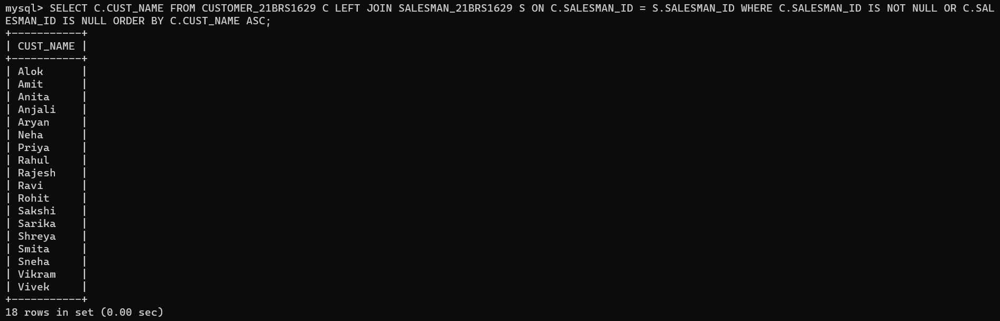 mysql> SELECT C.CUST_NAME FROM CUSTOMER_21BRS1629 C LEFT JOIN SALESMAN_21BRS1629 S ON C.SALESMAN_ID = S.SALESMAN_ID WHERE C.SALESMAN_ID IS NOT NULL OR C.SAL
ESMAN_ID IS NULL ORDER BY C.CUST_NAME ASC;
+-----------+
| CUST_NAME |
+-----------+
| Alok      |
| Amit      |
| Anita     |
| Anjali    |
| Aryan     |
| Neha      |
| Priya     |
| Rahul     |
| Rajesh    |
| Ravi      |
| Rohit     |
| Sakshi    |
| Sarika    |
| Shreya    |
| Smita     |
| Sneha     |
| Vikram    |
| Vivek     |
+-----------+
18 rows in set (0.00 sec)